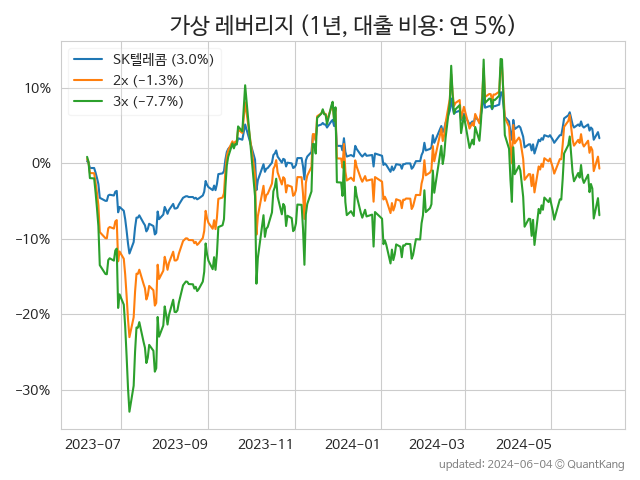 가상 레버리지 (1년, 대출 비용: 연 5%)
SK텔레콤 (3.0%)
2x (−1.3%)
3x (−7.7%)
10%
0%
−10%
−20%
−30%
2023-07 2023-09 2023-11 2024-01 2024-03 2024-05
updated: 2024-06-04 © QuantKang